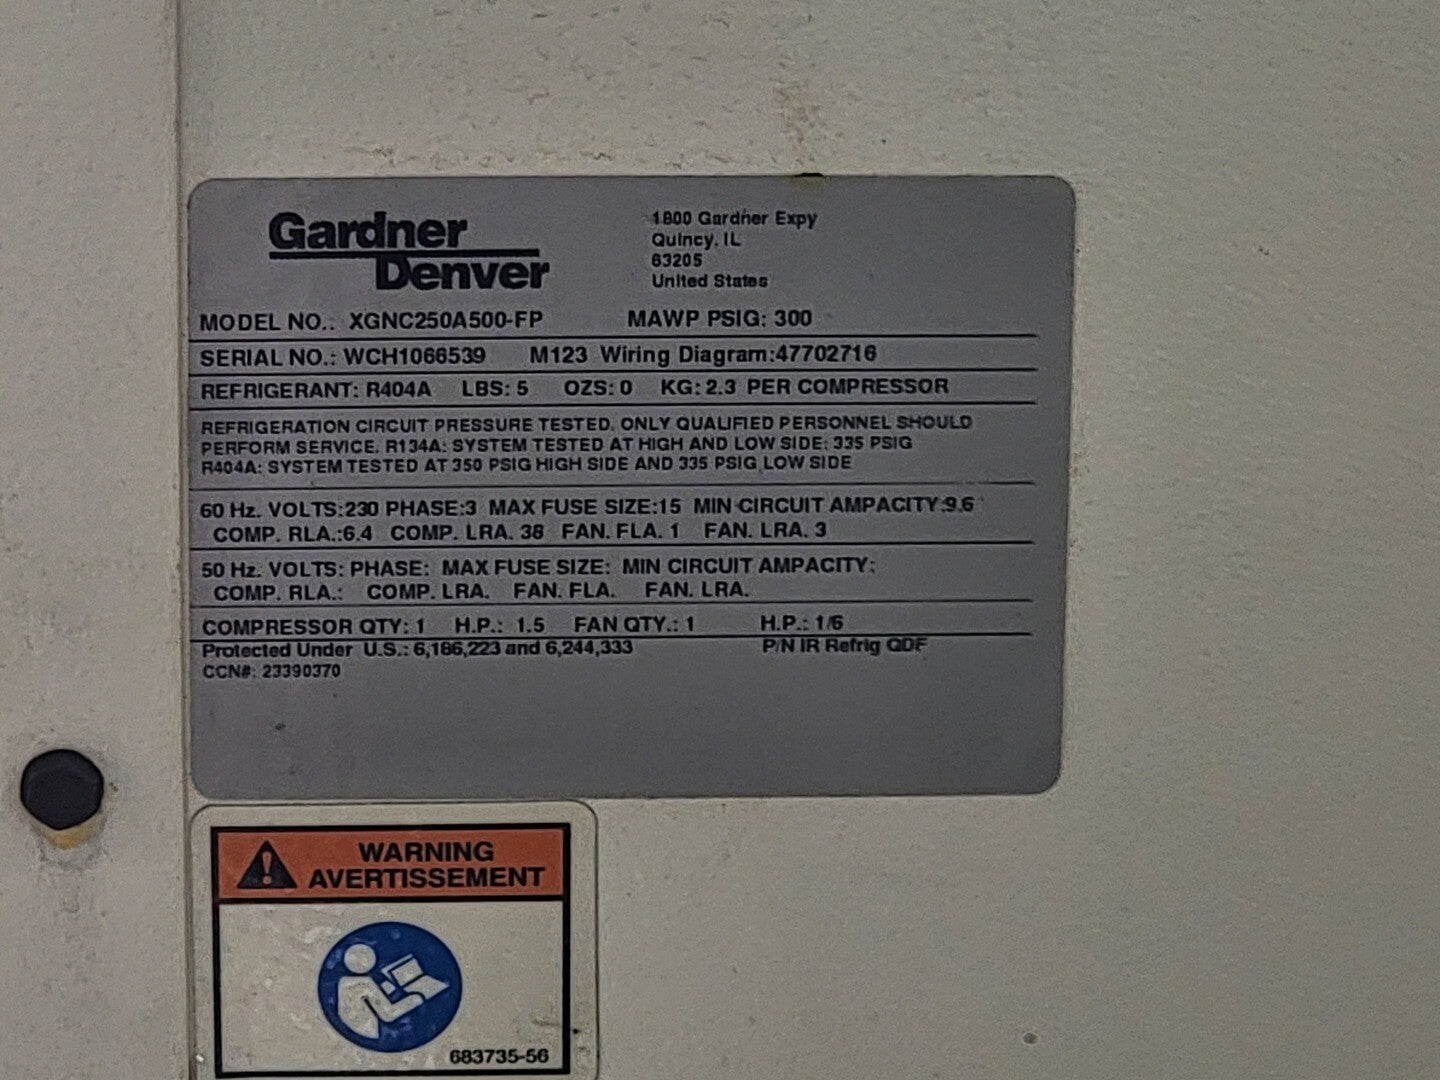 Gardner
Denver
1800 Gardner Expy
Quincy, IL
63205
United States
MODEL NO.: XGNC250A500-FP MAWP PSIG: 300
SERIAL NO.: WCH1066539 M123 Wiring Diagram:47702716
REFRIGERANT: R404A LBS: 5 OZS: 0 KG: 2.3 PER COMPRESSOR
REFRIGERATION CIRCUIT PRESSURE TESTED. ONLY QUALIFIED PERSONNEL SHOULD
PERFORM SERVICE. R134A: SYSTEM TESTED AT HIGH AND LOW SIDE: 335 PSIG
R404A: SYSTEM TESTED AT 350 PSIG HIGH SIDE AND 335 PSIG LOW SIDE
60 Hz. VOLTS:230 PHASE:3 MAX FUSE SIZE:15 MIN CIRCUIT AMPACITY:9.6
COMP. RLA.:6.4 COMP. LRA. 38 FAN. FLA. 1 FAN. LRA. 3
50 Hz. VOLTS: PHASE: MAX FUSE SIZE: MIN CIRCUIT AMPACITY:
COMP. RLA.: COMP. LRA. FAN. FLA. FAN. LRA.
COMPRESSOR QTY: 1 H.P.: 1.5 FAN QTY.: 1 H.P.: 1/6
Protected Under U.S.: 6,186,223 and 6,244,333 P/N IR Refrig QDF
CCN#: 23390370
WARNING
AVERTISSEMENT
683735-56